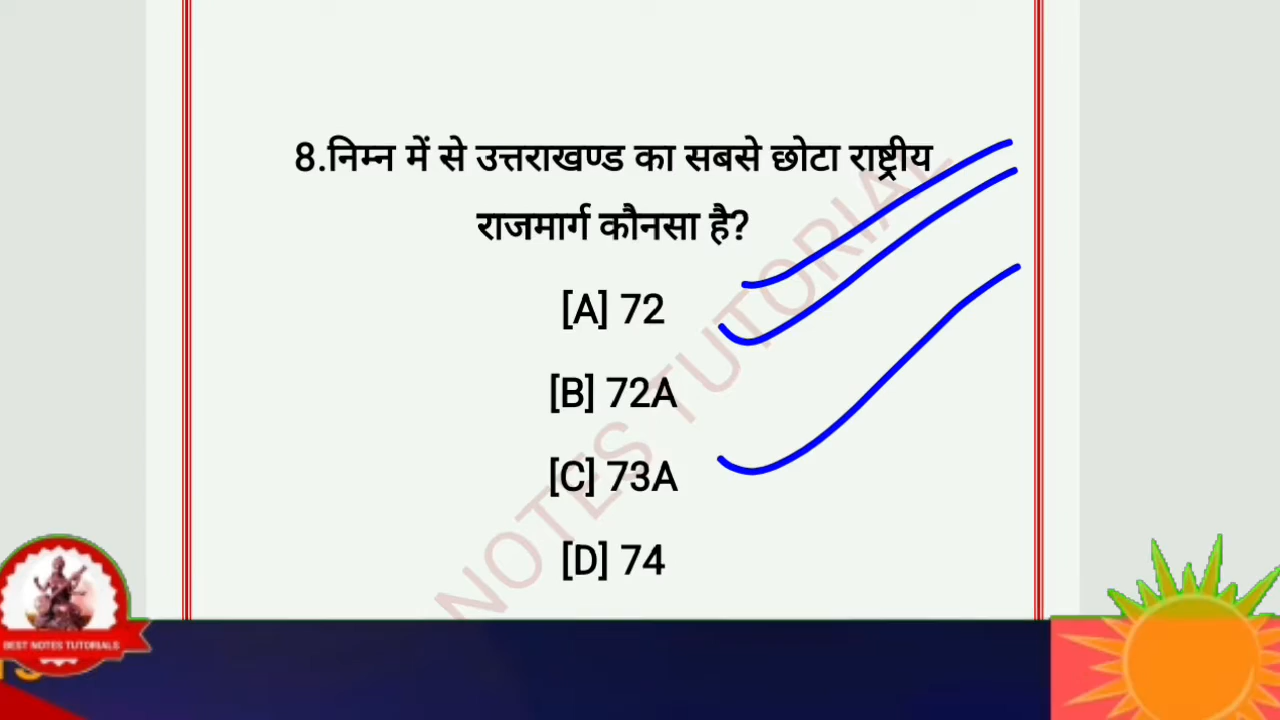 8.निम्न में से उत्तराखण्ड का सबसे छोटा राष्ट्रीय
राजमार्ग कौनसा है?
[A] 72
[B] 72A
[C] 73A
[D] 74
NOTES TUTORIAL
BEST NOTES TUTORIALS